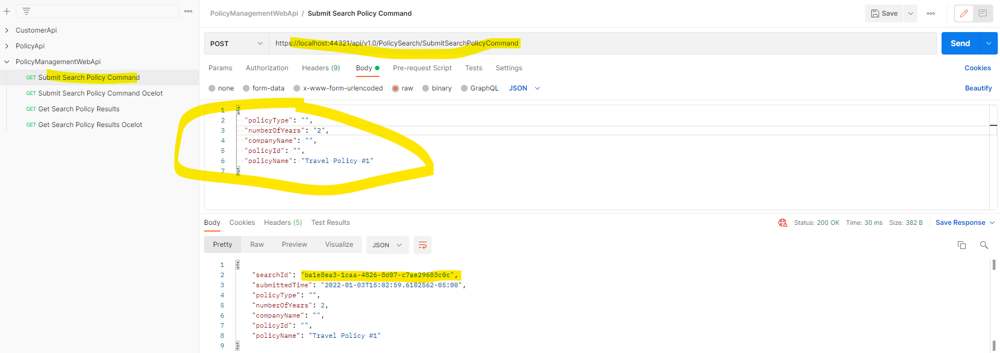 PolicyManagementWebApi / Submit Search Policy Command
Save
CustomerApi
PolicyApi
PolicyManagementWebApi
GET Submit Search Policy Command
GET Submit Search Policy Command Ocelot
GET Get Search Policy Results
GET Get Search Policy Results Ocelot
POST https://localhost:44321/api/v1.0/PolicySearch/SubmitSearchPolicyCommand Send
Params Authorization Headers (9) Body Pre-request Script Tests Settings Cookies
none form-data x-www-form-urlencoded raw binary GraphQL JSON Beautify
1 {
2 "policyType": "",
3 "numberOfYears": "2",
4 "companyName": "",
5 "policyId": "",
6 "policyName": "Travel Policy #1"
7 }
Body Cookies Headers (5) Test Results Status: 200 OK Time: 30 ms Size: 382 B Save Response
Pretty Raw Preview Visualize JSON
1 {
2 "searchId": "ba1e8ea3-1caa-4826-8d07-c7ae29603c0c",
3 "submittedTime": "2022-01-03T15:02:59.6102562-05:00",
4 "policyType": "",
5 "numberOfYears": 2,
6 "companyName": "",
7 "policyId": "",
8 "policyName": "Travel Policy #1"
9 }